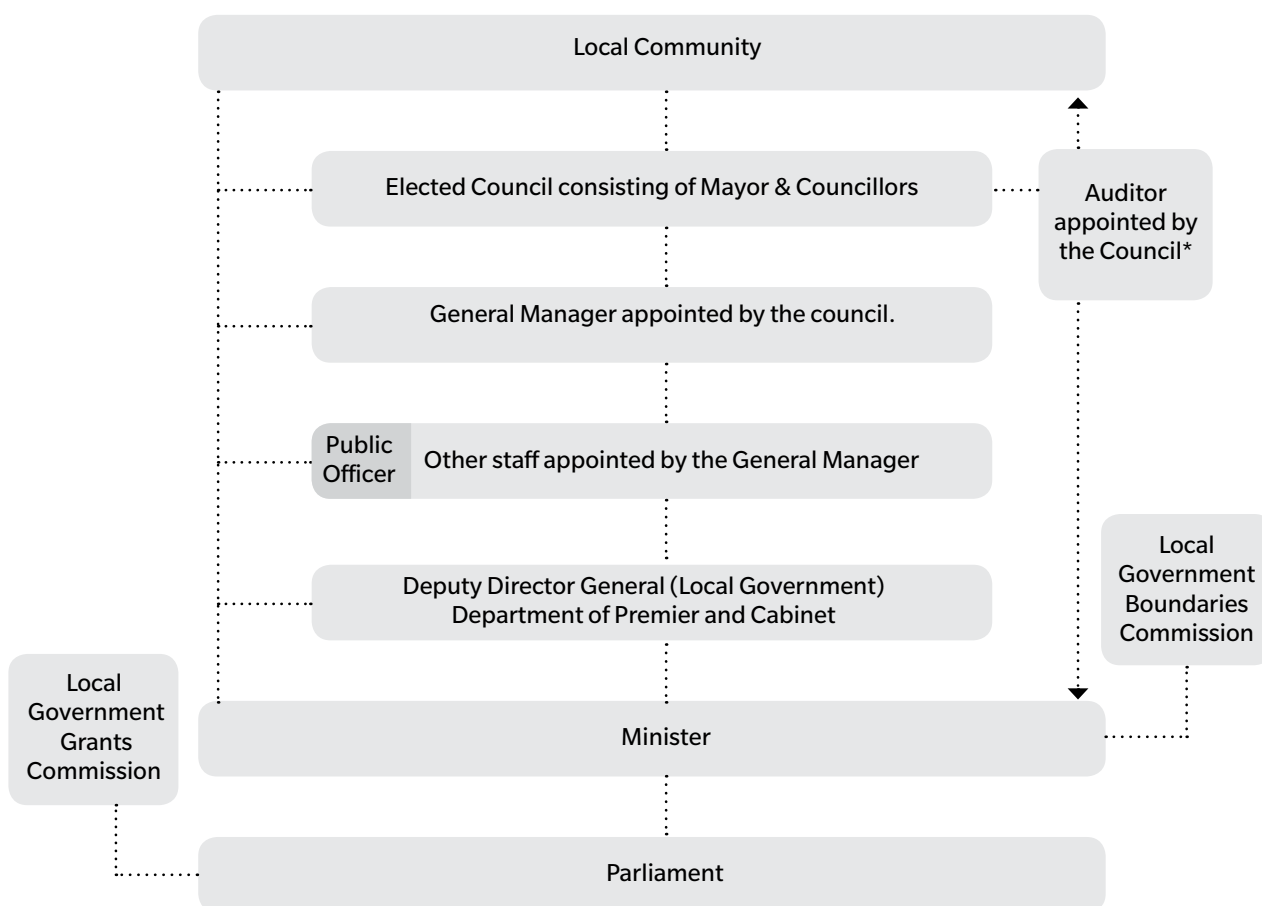 Local Community
Elected Council consisting of Mayor & Councillors
Auditor
appointed by
the Council*
General Manager appointed by the council.
Public
Officer
Other staff appointed by the General Manager
Deputy Director General (Local Government)
Department of Premier and Cabinet
Local
Government
Boundaries
Commission
Local
Government
Grants
Commission
Minister
Parliament